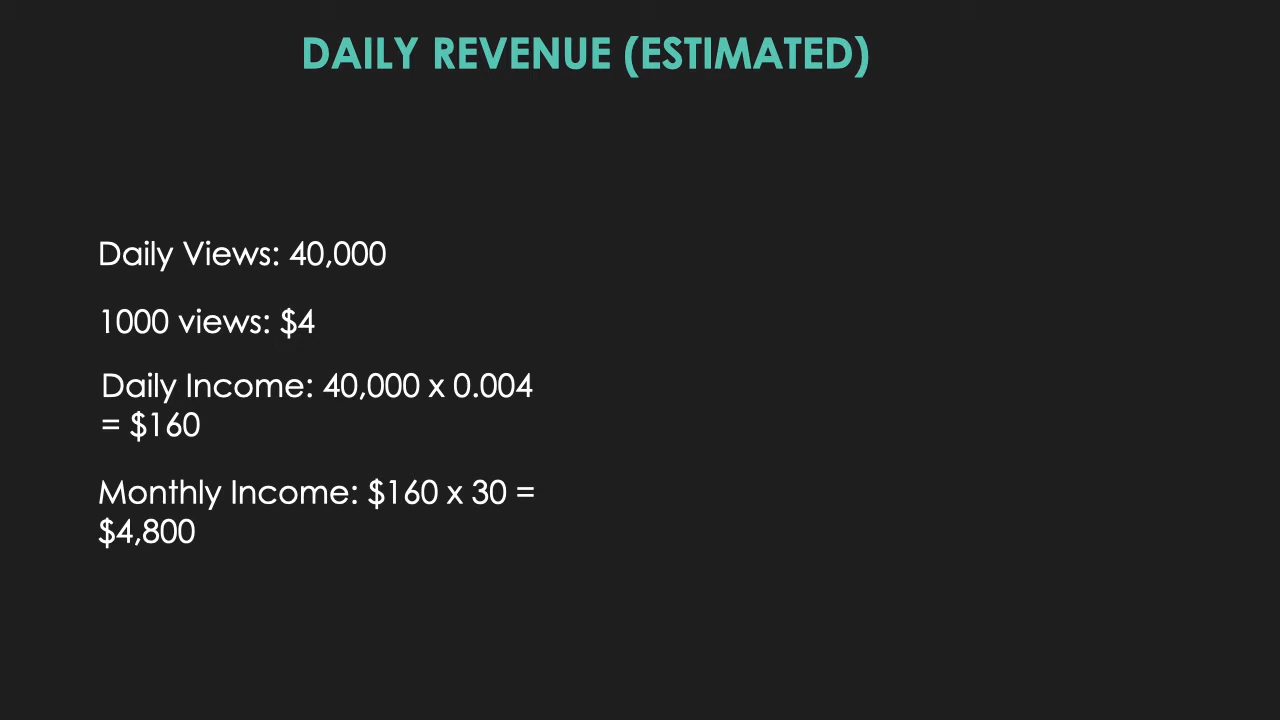 DAILY REVENUE (ESTIMATED)
Daily Views: 40,000
1000 views: $4
Daily Income: 40,000 x 0.004
= $160
Monthly Income: $160 x 30 =
$4,800